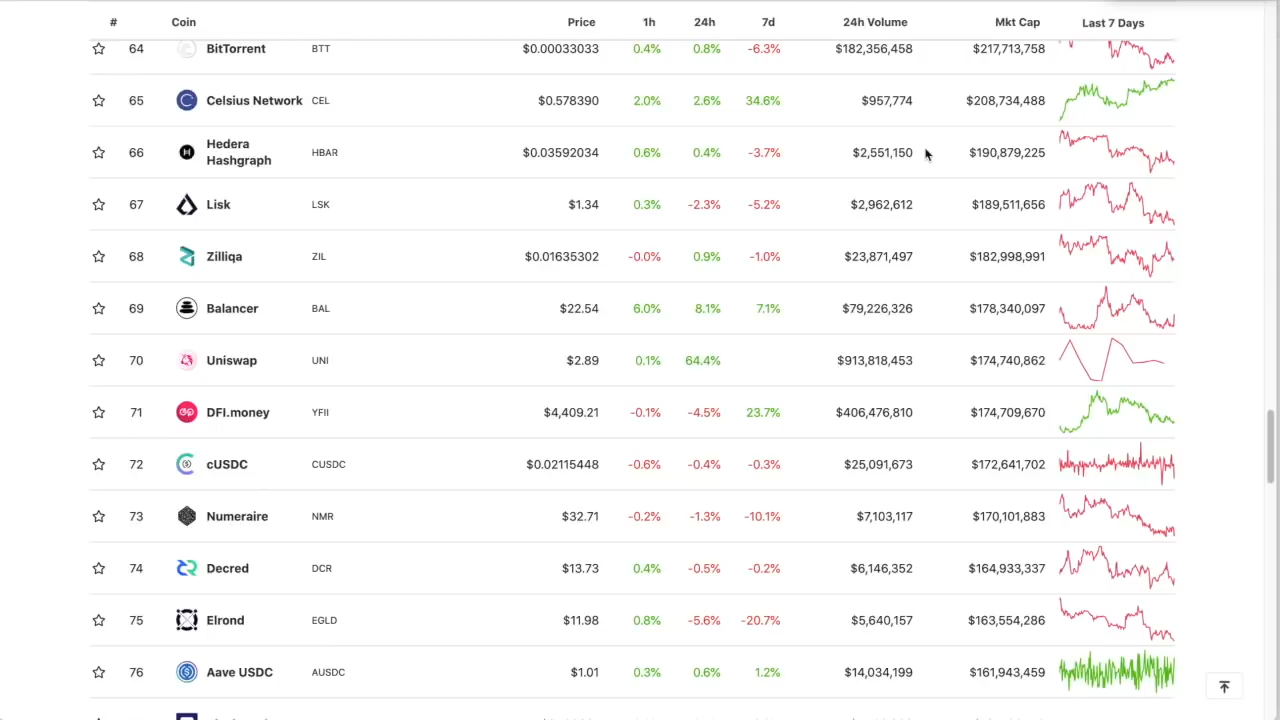 # Coin Price 1h 24h 7d 24h Volume Mkt Cap Last 7 Days
64 BitTorrent BTT $0.00033033 0.4% 0.8% -6.3% $182,356,458 $217,713,758
65 Celsius Network CEL $0.578390 2.0% 2.6% 34.6% $957,774 $208,734,488
66 Hedera Hashgraph HBAR $0.03592034 0.6% 0.4% -3.7% $2,551,150 $190,879,225
67 Lisk LSK $1.34 0.3% -2.3% -5.2% $2,962,612 $189,511,656
68 Zilliqa ZIL $0.01635302 -0.0% 0.9% -1.0% $23,871,497 $182,998,991
69 Balancer BAL $22.54 6.0% 8.1% 7.1% $79,226,326 $178,340,097
70 Uniswap UNI $2.89 0.1% 64.4% $913,818,453 $174,740,862
71 DFI.money YFII $4,409.21 -0.1% -4.5% 23.7% $406,476,810 $174,709,670
72 cUSDC CUSDC $0.02115448 -0.6% -0.4% -0.3% $25,091,673 $172,641,702
73 Numeraire NMR $32.71 -0.2% -1.3% -10.1% $7,103,117 $170,101,883
74 Decred DCR $13.73 0.4% -0.5% -0.2% $6,146,352 $164,933,337
75 Elrond EGLD $11.98 0.8% -5.6% -20.7% $5,640,157 $163,554,286
76 Aave USDC AUSDC $1.01 0.3% 0.6% 1.2% $14,034,199 $161,943,459